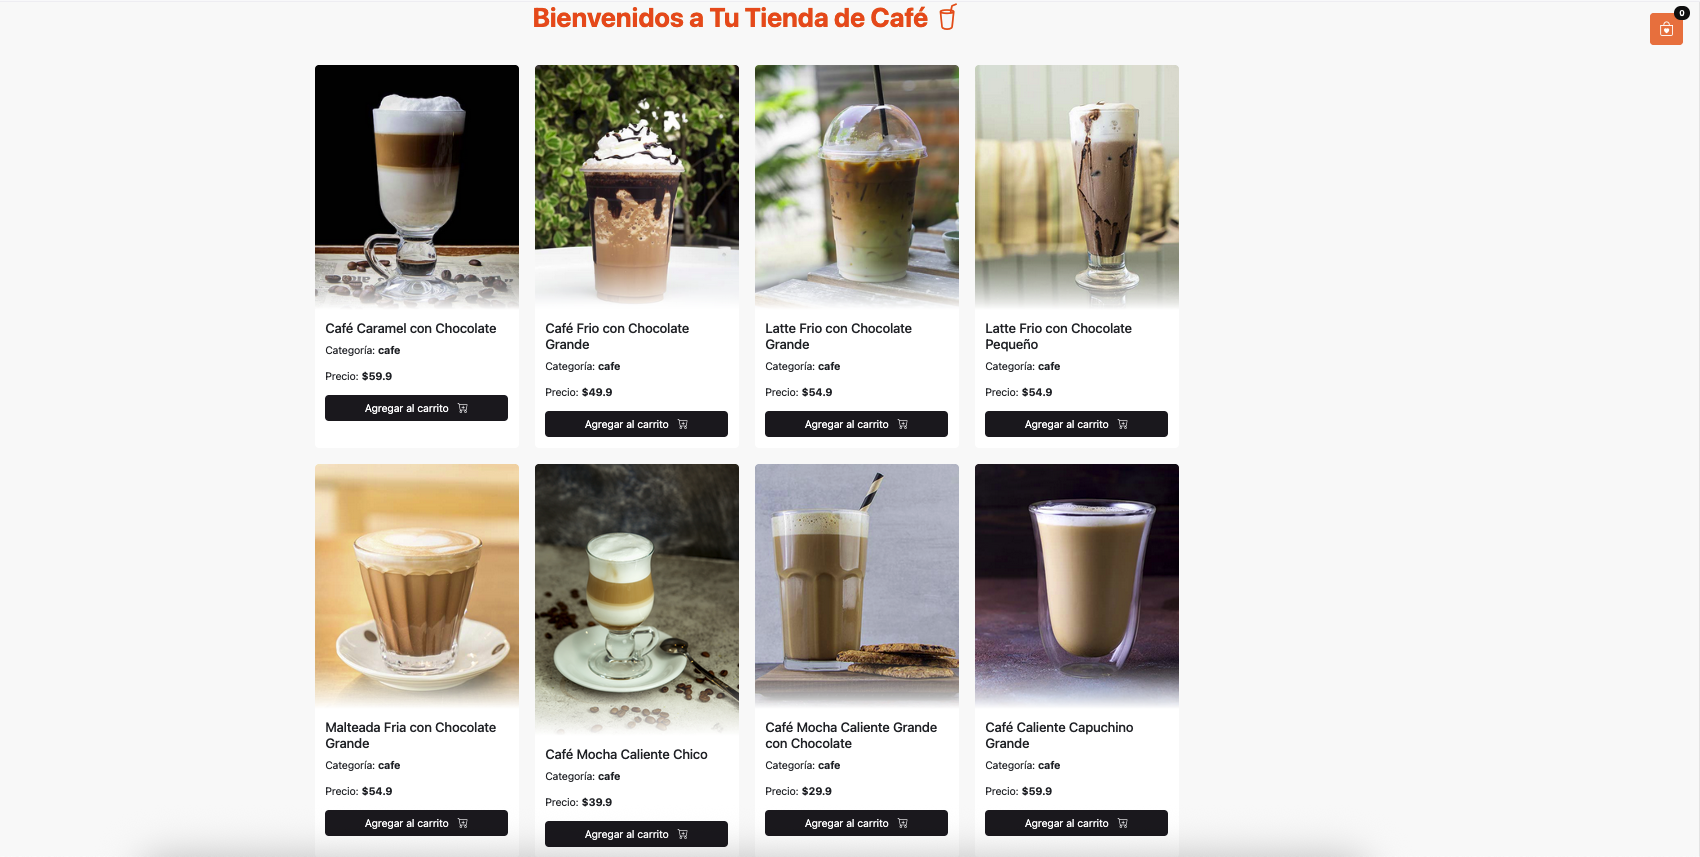 Bienvenidos a Tu Tienda de Café
0
Café Caramel con Chocolate
Categoría: cafe
Precio: $59.9
Agregar al carrito
Café Frio con Chocolate
Grande
Categoría: cafe
Precio: $49.9
Agregar al carrito
Latte Frio con Chocolate
Grande
Categoría: cafe
Precio: $54.9
Agregar al carrito
Latte Frio con Chocolate
Pequeño
Categoría: cafe
Precio: $54.9
Agregar al carrito
Malteada Fria con Chocolate
Grande
Categoría: cafe
Precio: $54.9
Agregar al carrito
Café Mocha Caliente Chico
Categoría: cafe
Precio: $39.9
Agregar al carrito
Café Mocha Caliente Grande
con Chocolate
Categoría: cafe
Precio: $29.9
Agregar al carrito
Café Caliente Capuchino
Grande
Categoría: cafe
Precio: $59.9
Agregar al carrito